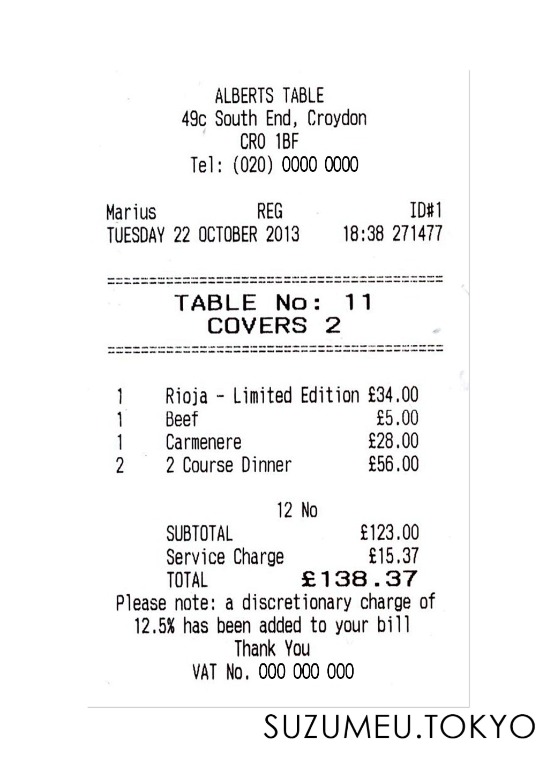 ALBERTS TABLE
49c South End, Croydon
CR0 1BF
Tel: (020) 0000 0000
Marius REG ID#1
TUESDAY 22 OCTOBER 2013 18:38 271477
========================================
TABLE No: 11
COVERS 2
========================================
1 Rioja - Limited Edition £34.00
1 Beef £5.00
1 Carmenere £28.00
2 2 Course Dinner £56.00
12 No
SUBTOTAL £123.00
Service Charge £15.37
TOTAL £138.37
Please note: a discretionary charge of
12.5% has been added to your bill
Thank You
VAT No. 000 000 000
SUZUMEU.TOKYO